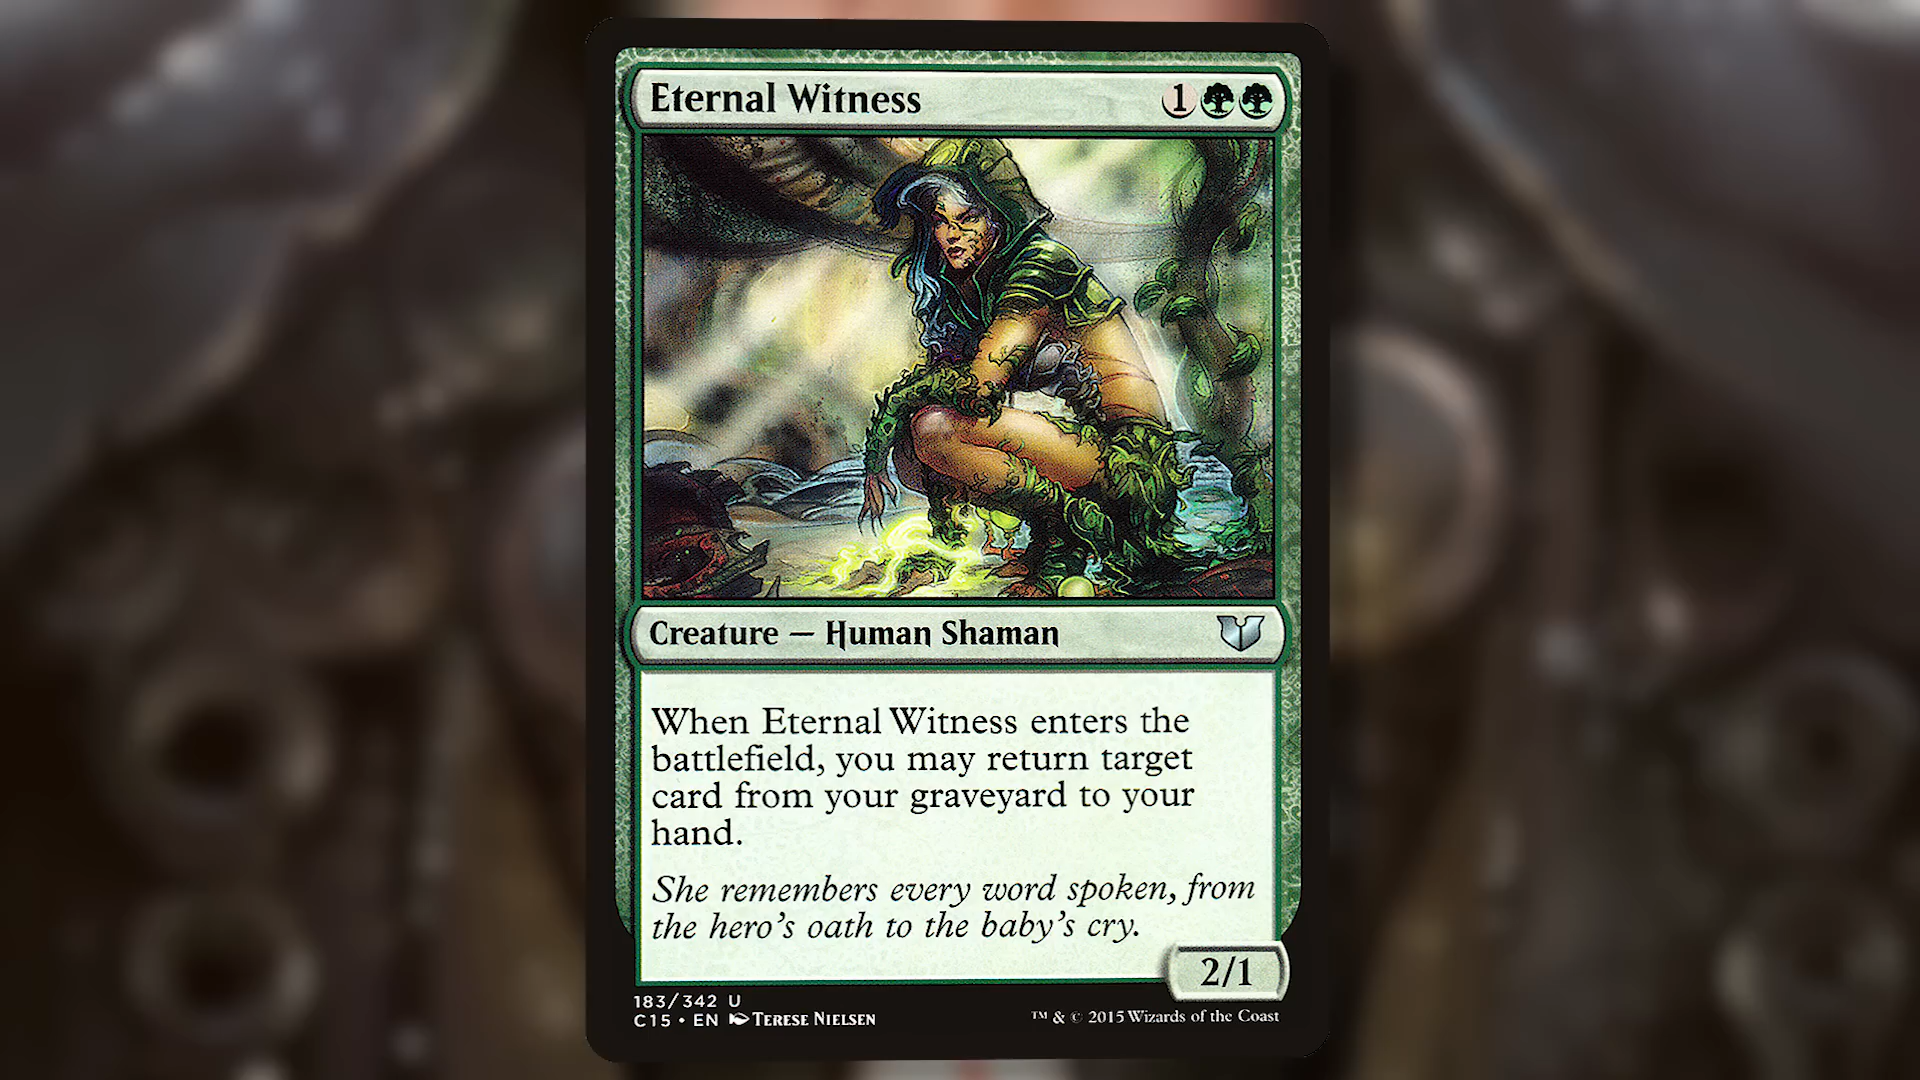 Eternal Witness 1
Creature — Human Shaman
When Eternal Witness enters the
battlefield, you may return target
card from your graveyard to your
hand.
She remembers every word spoken, from
the hero's oath to the baby's cry.
2/1
183/342 U
C15 • EN Terese Nielsen
™ & © 2015 Wizards of the Coast